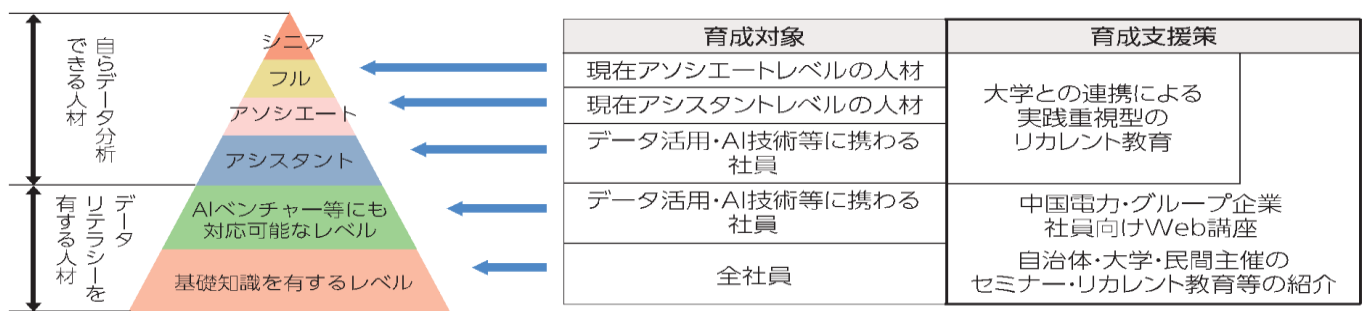 自らデータ分析
できる人材
データ
リテラシーを
有する人材
シニア
フル
アソシエート
アシスタント
AIベンチャー等にも
対応可能なレベル
基礎知識を有するレベル
育成対象
育成支援策
現在アソシエートレベルの人材
現在アシスタントレベルの人材
データ活用・AI技術等に携わる
社員
データ活用・AI技術等に携わる
社員
全社員
大学との連携による
実践重視型の
リカレント教育
中国電力・グループ企業
社員向けWeb講座
自治体・大学・民間主催の
セミナー・リカレント教育等の紹介